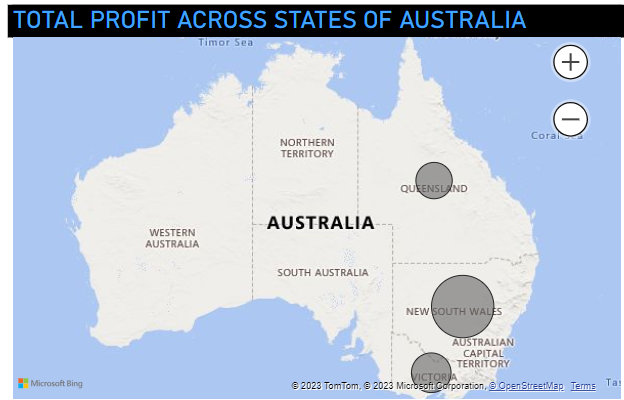 TOTAL PROFIT ACROSS STATES OF AUSTRALIA
Timor Sea
+
−
Coral Sea
NORTHERN
TERRITORY
QUEENSLAND
AUSTRALIA
WESTERN
AUSTRALIA
SOUTH AUSTRALIA
NEW SOUTH WALES
AUSTRALIAN
CAPITAL
TERRITORY
VICTORIA
Microsoft Bing
© 2023 TomTom, © 2023 Microsoft Corporation, © OpenStreetMap Terms